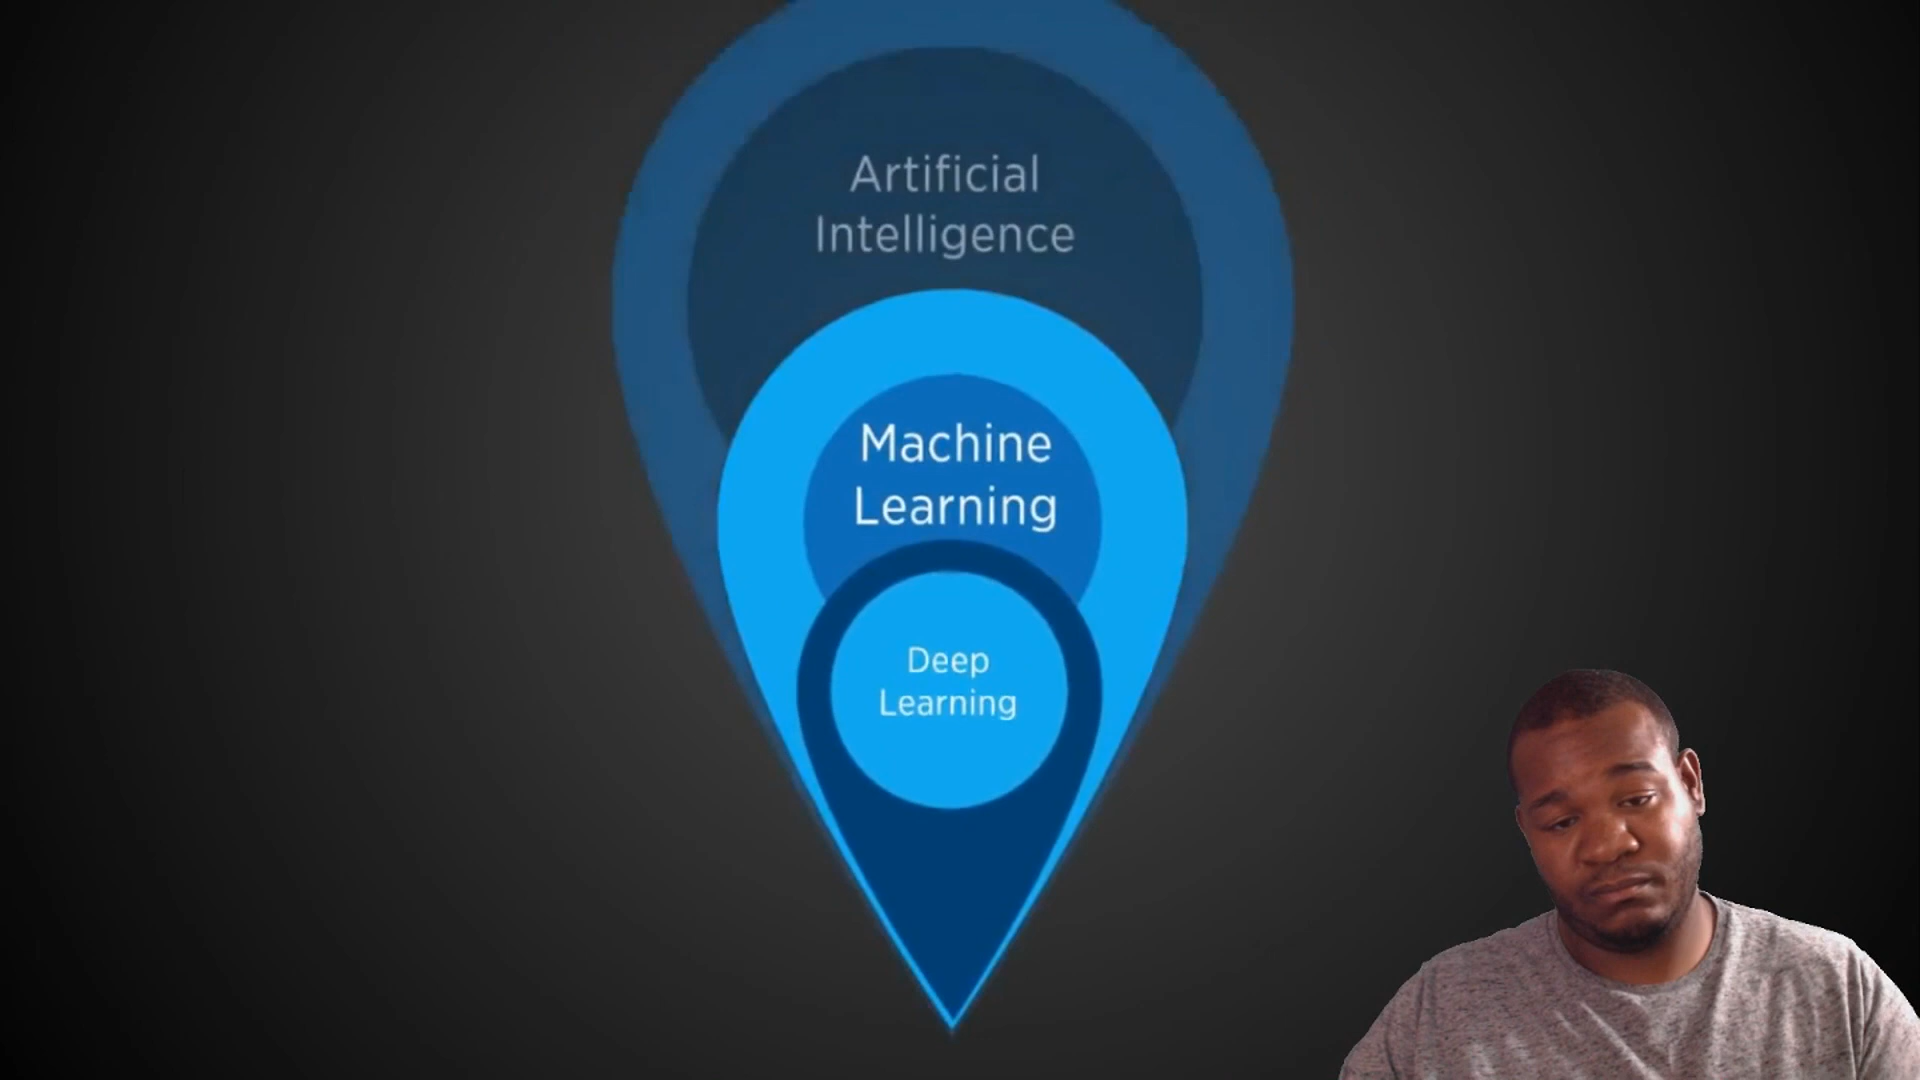 Artificial
Intelligence
Machine
Learning
Deep
Learning